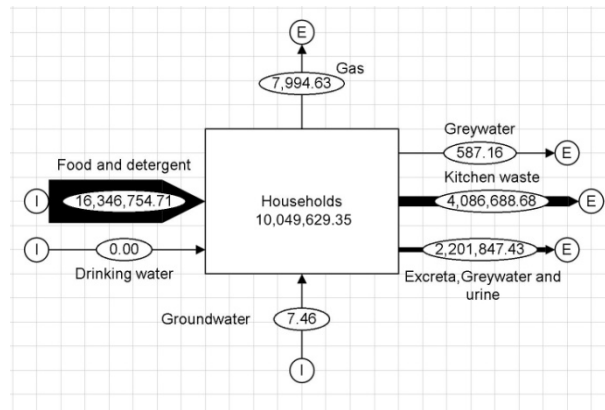 E
Gas
7,994.63
Greywater
587.16
E
Food and detergent
Kitchen waste
I
16,346,754.71
Households
10,049,629.35
4,086,688.68
E
I
0.00
2,201,847.43
E
Drinking water
Excreta,Greywater and
urine
Groundwater
7.46
I